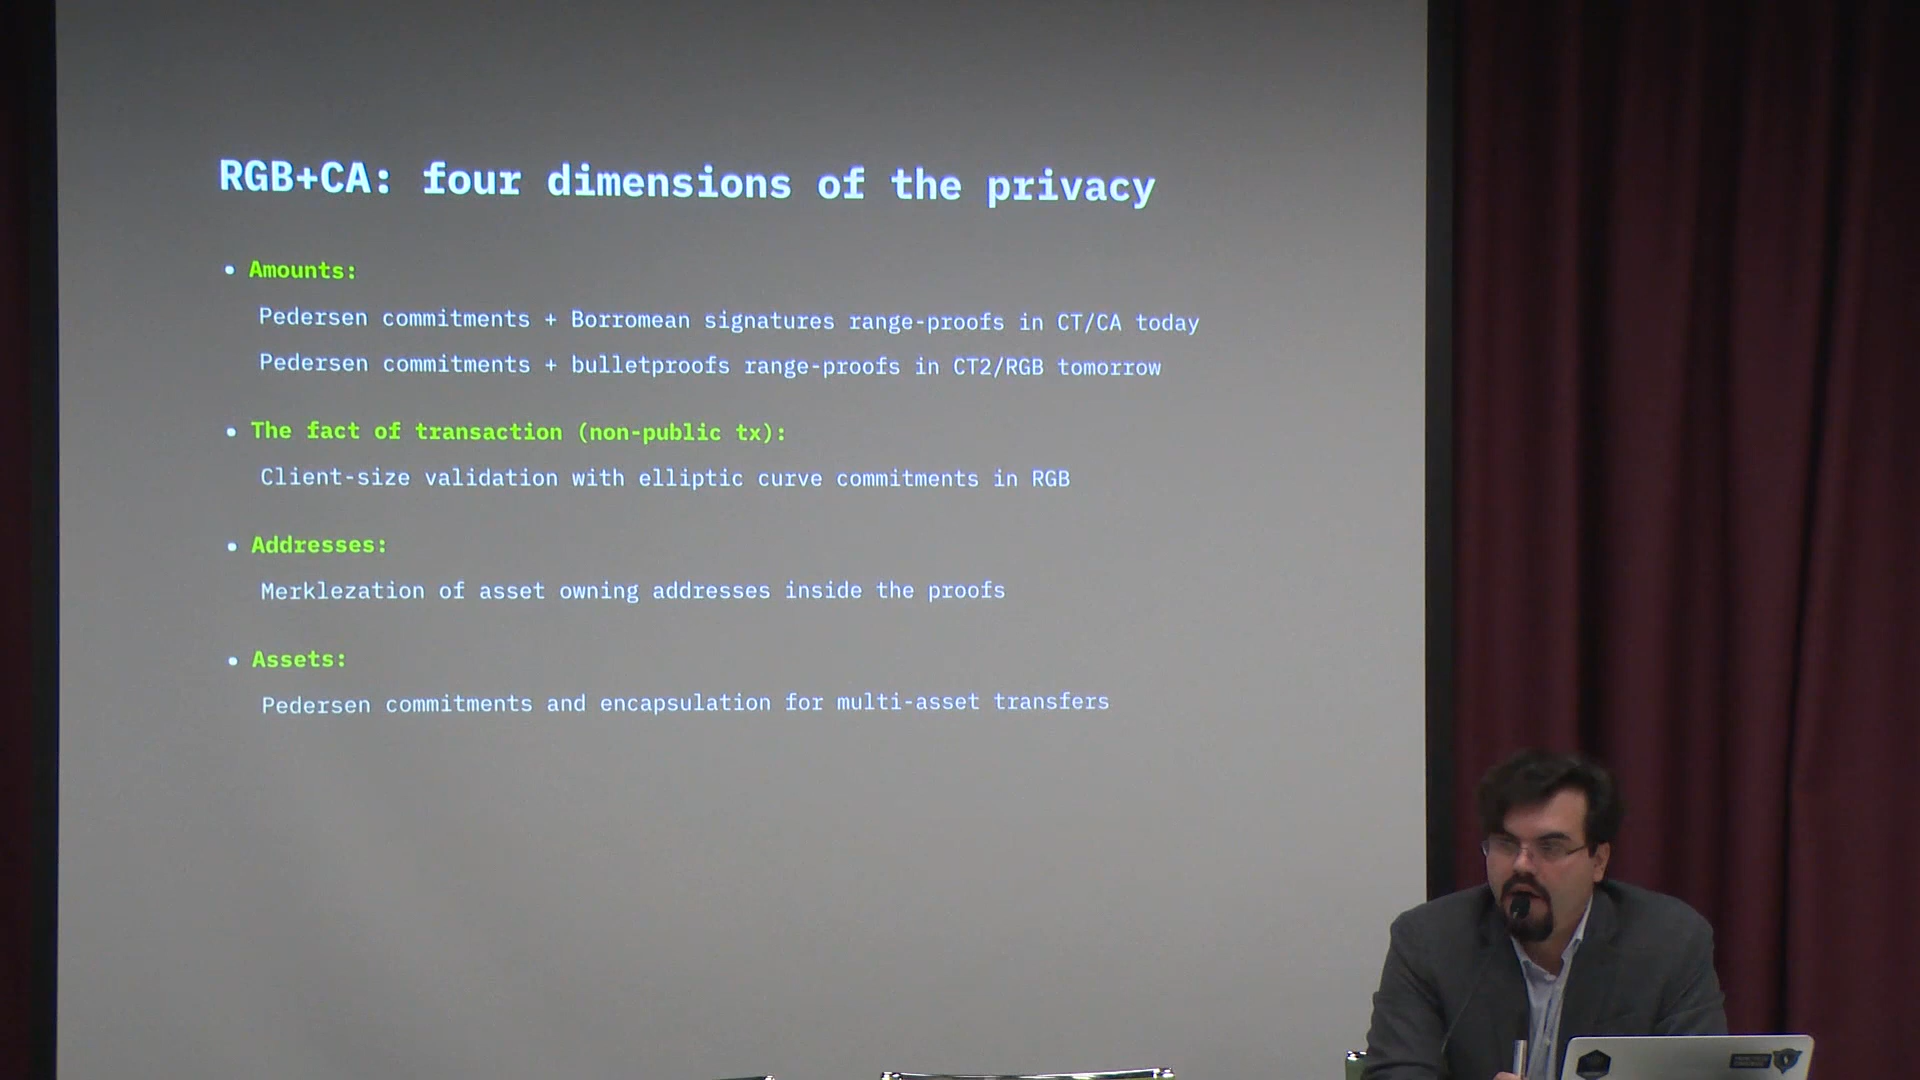 RGB+CA: four dimensions of the privacy
• Amounts:
Pedersen commitments + Borromean signatures range-proofs in CT/CA today
Pedersen commitments + bulletproofs range-proofs in CT2/RGB tomorrow
• The fact of transaction (non-public tx):
Client-size validation with elliptic curve commitments in RGB
• Addresses:
Merklezation of asset owning addresses inside the proofs
• Assets:
Pedersen commitments and encapsulation for multi-asset transfers